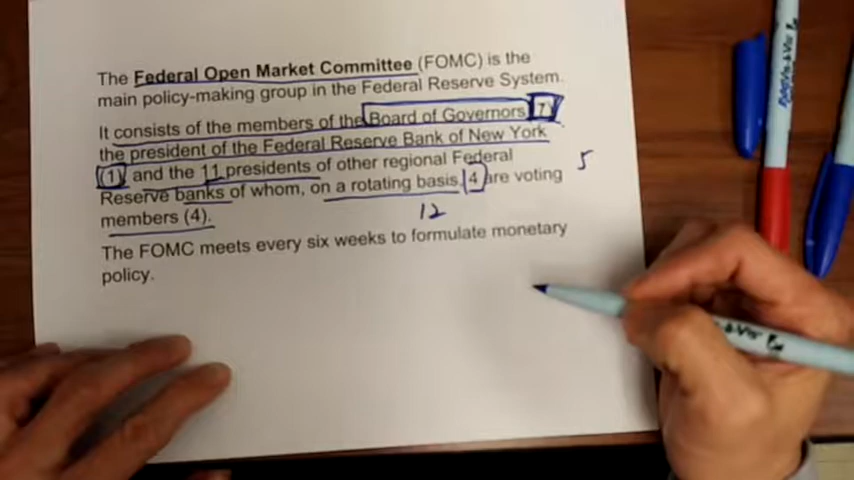 The Federal Open Market Committee (FOMC) is the
main policy-making group in the Federal Reserve System.
It consists of the members of the Board of Governors (7)
the president of the Federal Reserve Bank of New York
(1) and the 11 presidents of other regional Federal
5
Reserve banks of whom, on a rotating basis, 4 are voting
members (4).
12
The FOMC meets every six weeks to formulate monetary
policy.